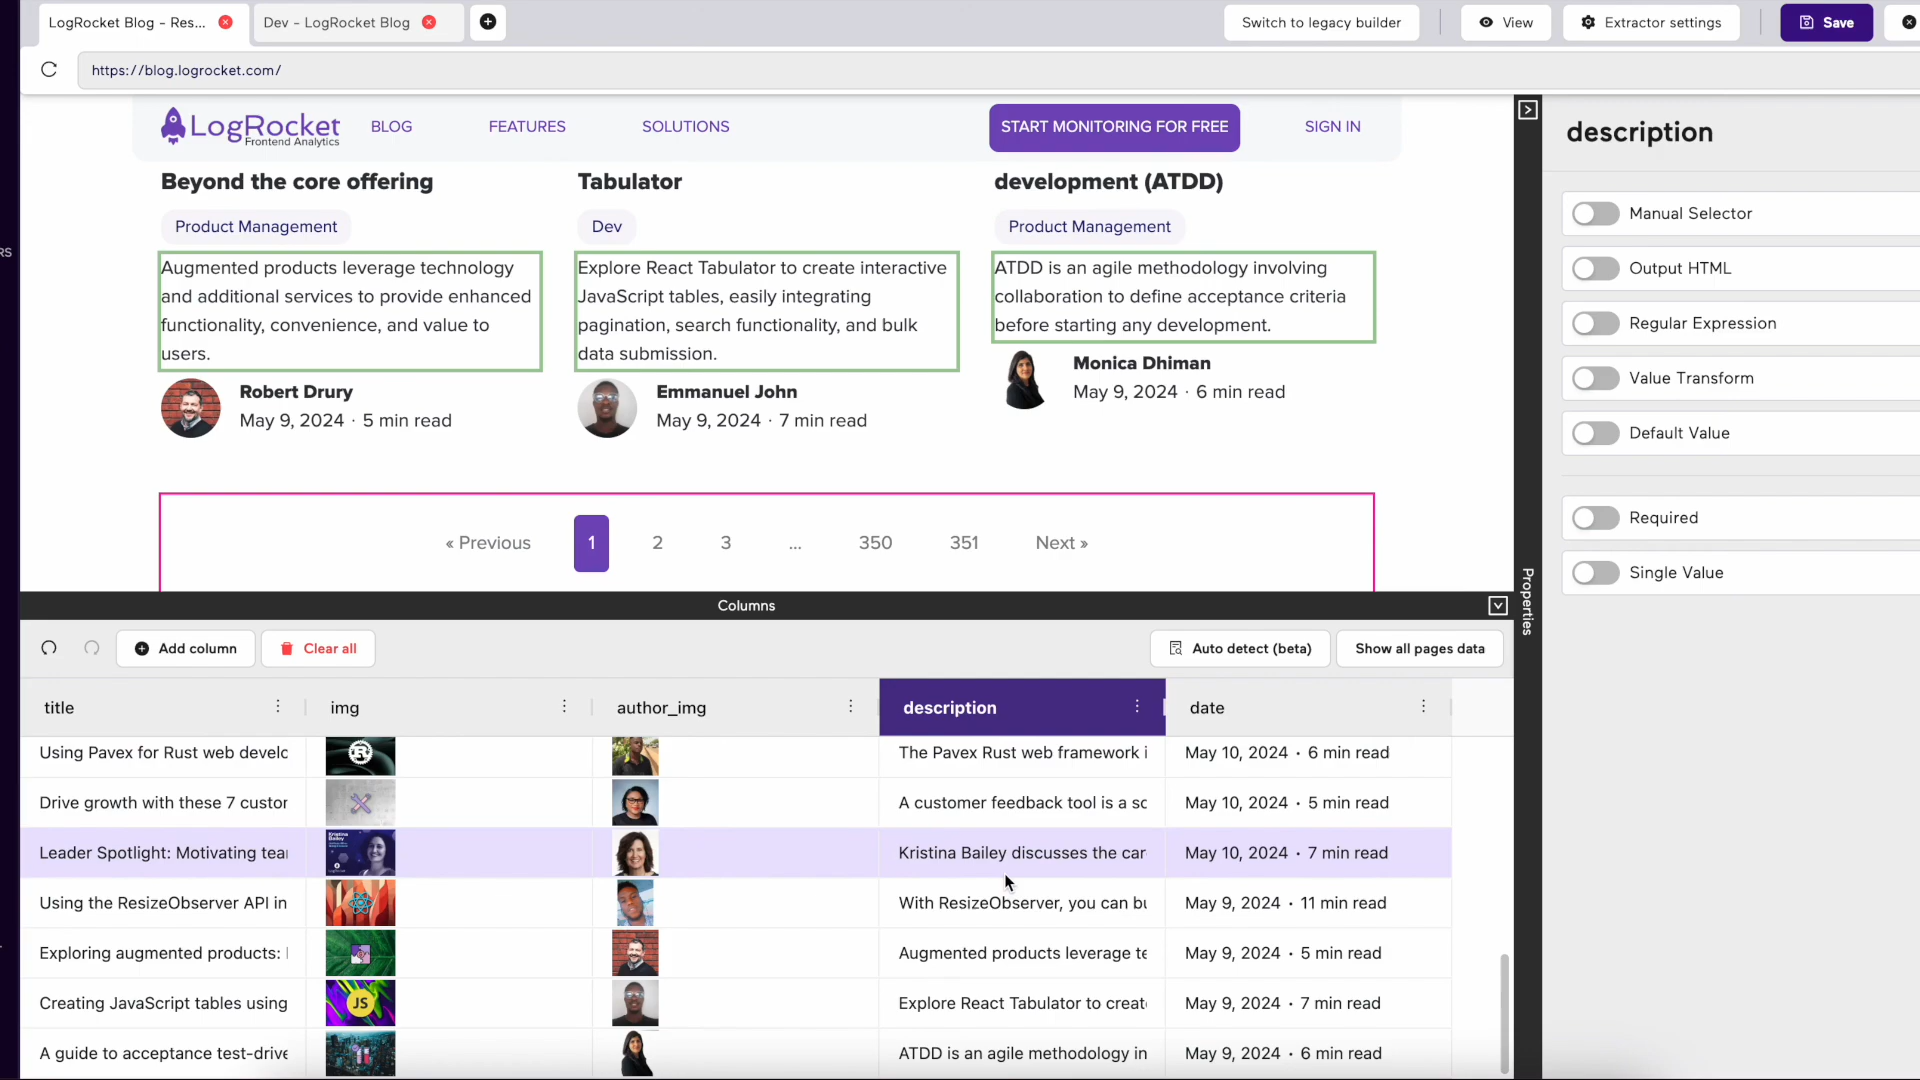 LogRocket Blog - Res...
Dev - LogRocket Blog
Switch to legacy builder
View
Extractor settings
Save
https://blog.logrocket.com/
LogRocket
Frontend Analytics
BLOG
FEATURES
SOLUTIONS
START MONITORING FOR FREE
SIGN IN
RS
Beyond the core offering
Product Management
Augmented products leverage technology
and additional services to provide enhanced
functionality, convenience, and value to
users.
Robert Drury
May 9, 2024 · 5 min read
Tabulator
Dev
Explore React Tabulator to create interactive
JavaScript tables, easily integrating
pagination, search functionality, and bulk
data submission.
Emmanuel John
May 9, 2024 · 7 min read
development (ATDD)
Product Management
ATDD is an agile methodology involving
collaboration to define acceptance criteria
before starting any development.
Monica Dhiman
May 9, 2024 · 6 min read
« Previous 1 2 3 ... 350 351 Next »
description
Manual Selector
Output HTML
Regular Expression
Value Transform
Default Value
Required
Single Value
Properties
Columns
Add column
Clear all
Auto detect (beta)
Show all pages data
title img author_img description date
Using Pavex for Rust web develo The Pavex Rust web framework i May 10, 2024 · 6 min read
Drive growth with these 7 custor A customer feedback tool is a sc May 10, 2024 · 5 min read
Leader Spotlight: Motivating tear Kristina Bailey discusses the car May 10, 2024 · 7 min read
Using the ResizeObserver API in With ResizeObserver, you can bu May 9, 2024 · 11 min read
Exploring augmented products: Augmented products leverage te May 9, 2024 · 5 min read
Creating JavaScript tables using JS Explore React Tabulator to create May 9, 2024 · 7 min read
A guide to acceptance test-drive ATDD is an agile methodology in May 9, 2024 · 6 min read